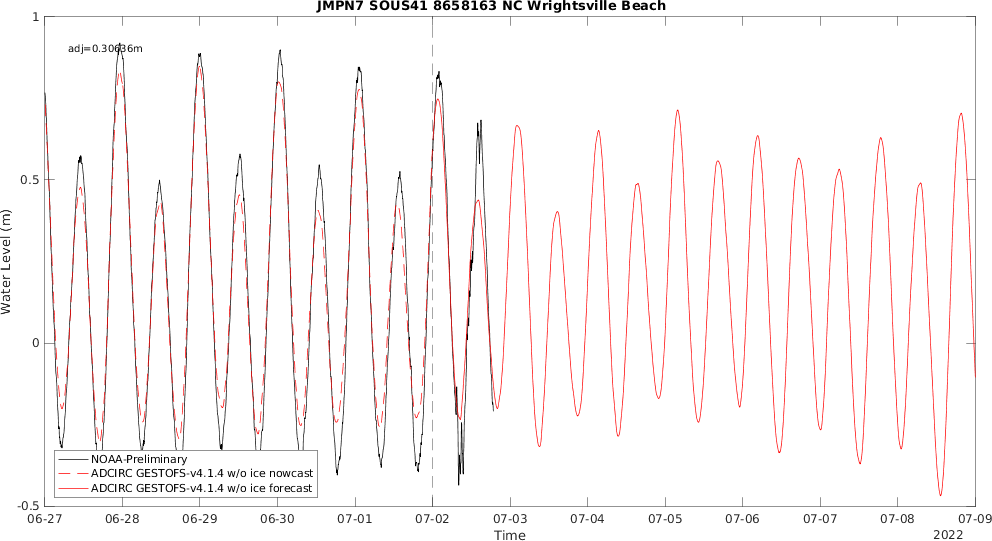 JMPN7 SOUS41 8658163 NC Wrightsville Beach
adj=0.30636m
1
0.5
0
-0.5
Water Level (m)
NOAA-Preliminary
ADCIRC GESTOFS-v4.1.4 w/o ice nowcast
ADCIRC GESTOFS-v4.1.4 w/o ice forecast
06-27 06-28 06-29 06-30 07-01 07-02 07-03 07-04 07-05 07-06 07-07 07-08 07-09
Time
2022